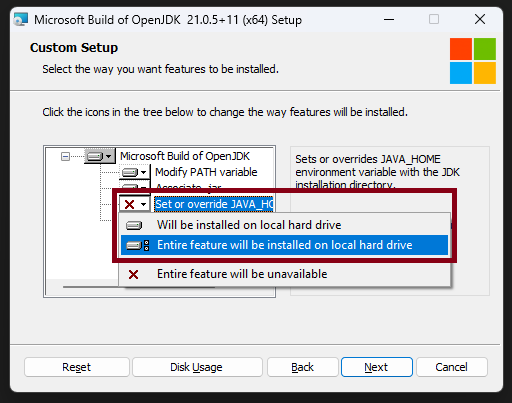 Microsoft Build of OpenJDK 21.0.5+11 (x64) Setup
Custom Setup
Select the way you want features to be installed.
Click the icons in the tree below to change the way features will be installed.
Microsoft Build of OpenJDK
Modify PATH variable
Associate .jar
Set or override JAVA_HO
Will be installed on local hard drive
Entire feature will be installed on local hard drive
Entire feature will be unavailable
Sets or overrides JAVA_HOME
environment variable with the JDK
installation directory.
Reset
Disk Usage
Back
Next
Cancel